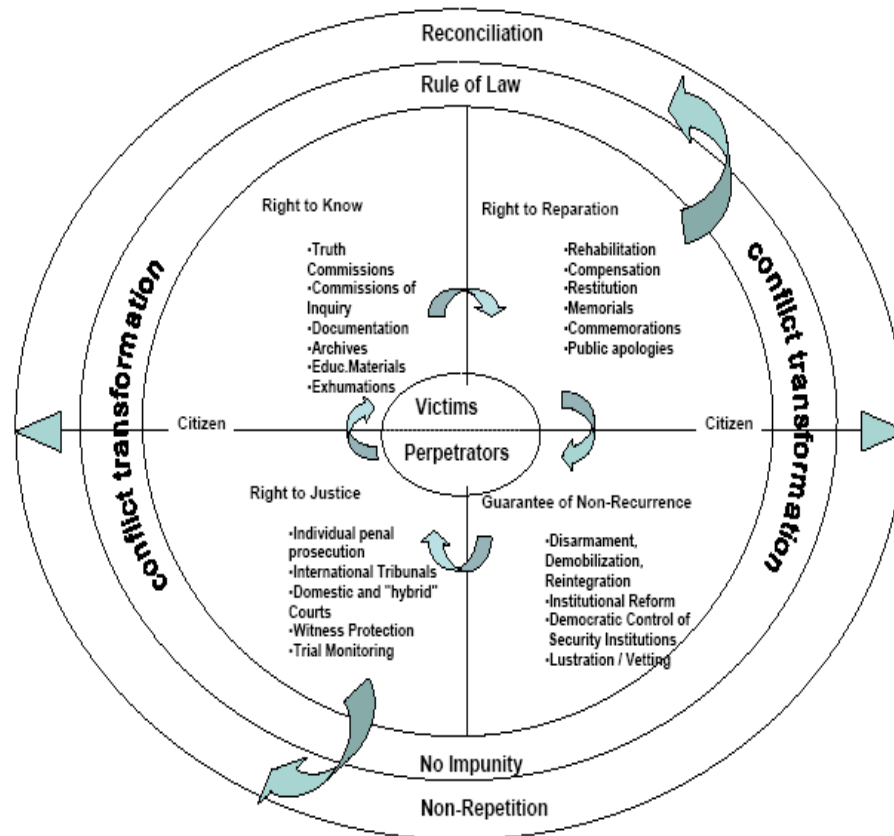 Reconciliation
Rule of Law
Right to Know
•Truth
Commissions
•Commissions of
Inquiry
•Documentation
•Archives
•Educ.Materials
•Exhumations
Right to Reparation
•Rehabilitation
•Compensation
•Restitution
•Memorials
•Commemorations
•Public apologies
conflict transformation
conflict transformation
Citizen
Victims
Perpetrators
Citizen
Right to Justice
•Individual penal
prosecution
•International Tribunals
•Domestic and "hybrid"
Courts
•Witness Protection
•Trial Monitoring
Guarantee of Non-Recurrence
•Disarmament,
Demobilization,
Reintegration
•Institutional Reform
•Democratic Control of
Security Institutions
•Lustration / Vetting
No Impunity
Non-Repetition